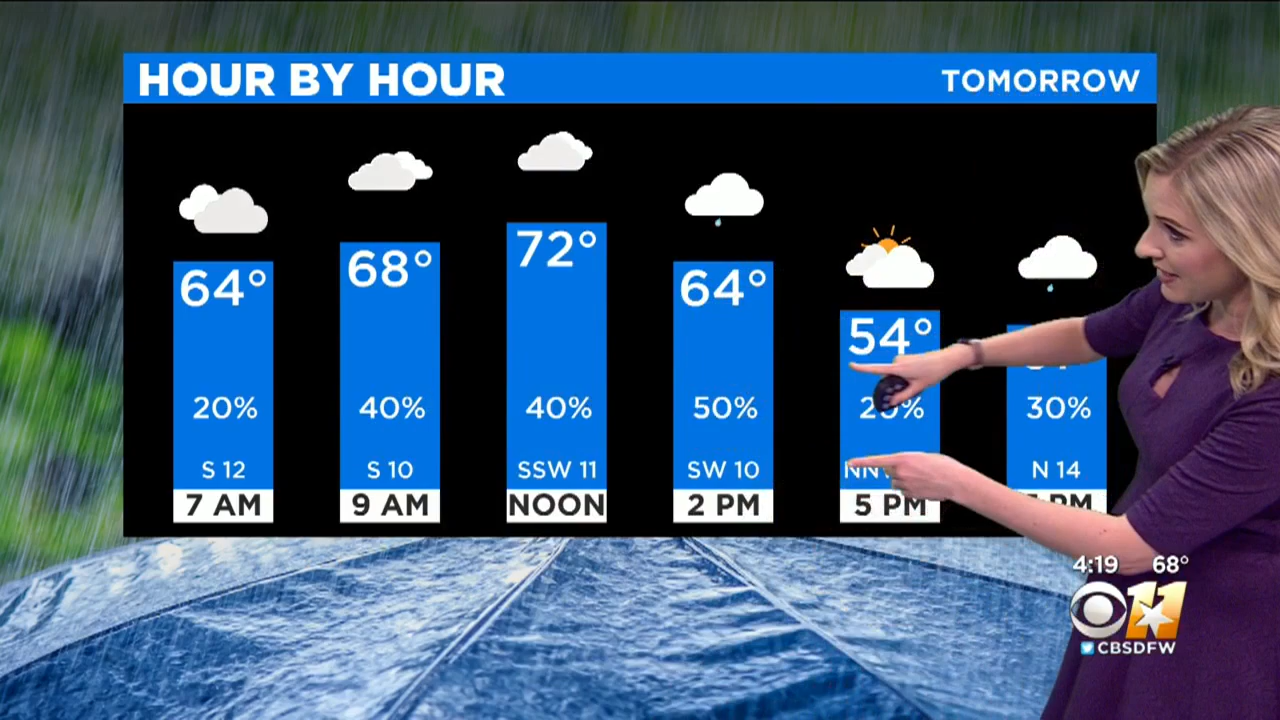 HOUR BY HOUR
TOMORROW
64° 68° 72° 64° 54°
20% 40% 40% 50% 30%
S 12 S 10 SSW 11 SW 10 N 14
7 AM 9 AM NOON 2 PM 5 PM PM
4:19 68°
11
CBSDFW